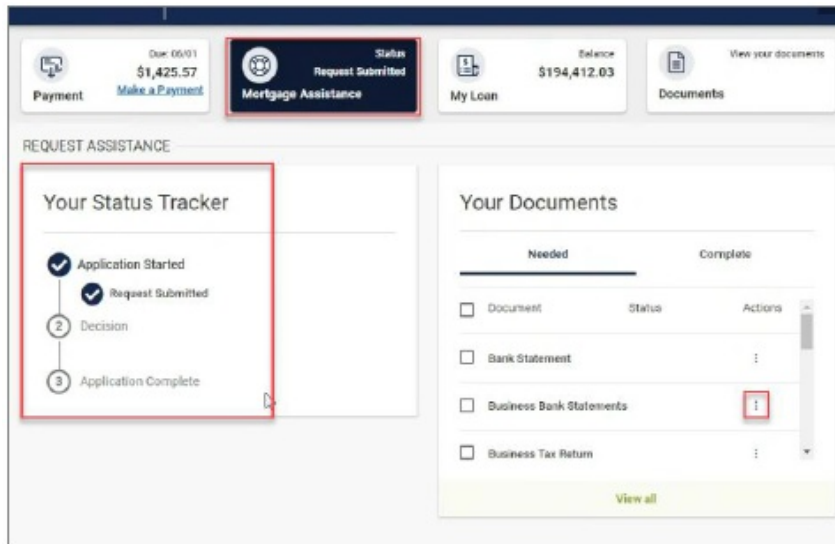 Payment
Due: 06/01
$1,425.57
Make a Payment
Mortgage Assistance
Status
Request Submitted
My Loan
Balance
$194,412.03
Documents
View your documents
REQUEST ASSISTANCE
Your Status Tracker
Application Started
Request Submitted
2 Decision
3 Application Complete
Your Documents
Needed Complete
Document Status Actions
Bank Statement
Business Bank Statements
Business Tax Return
View all